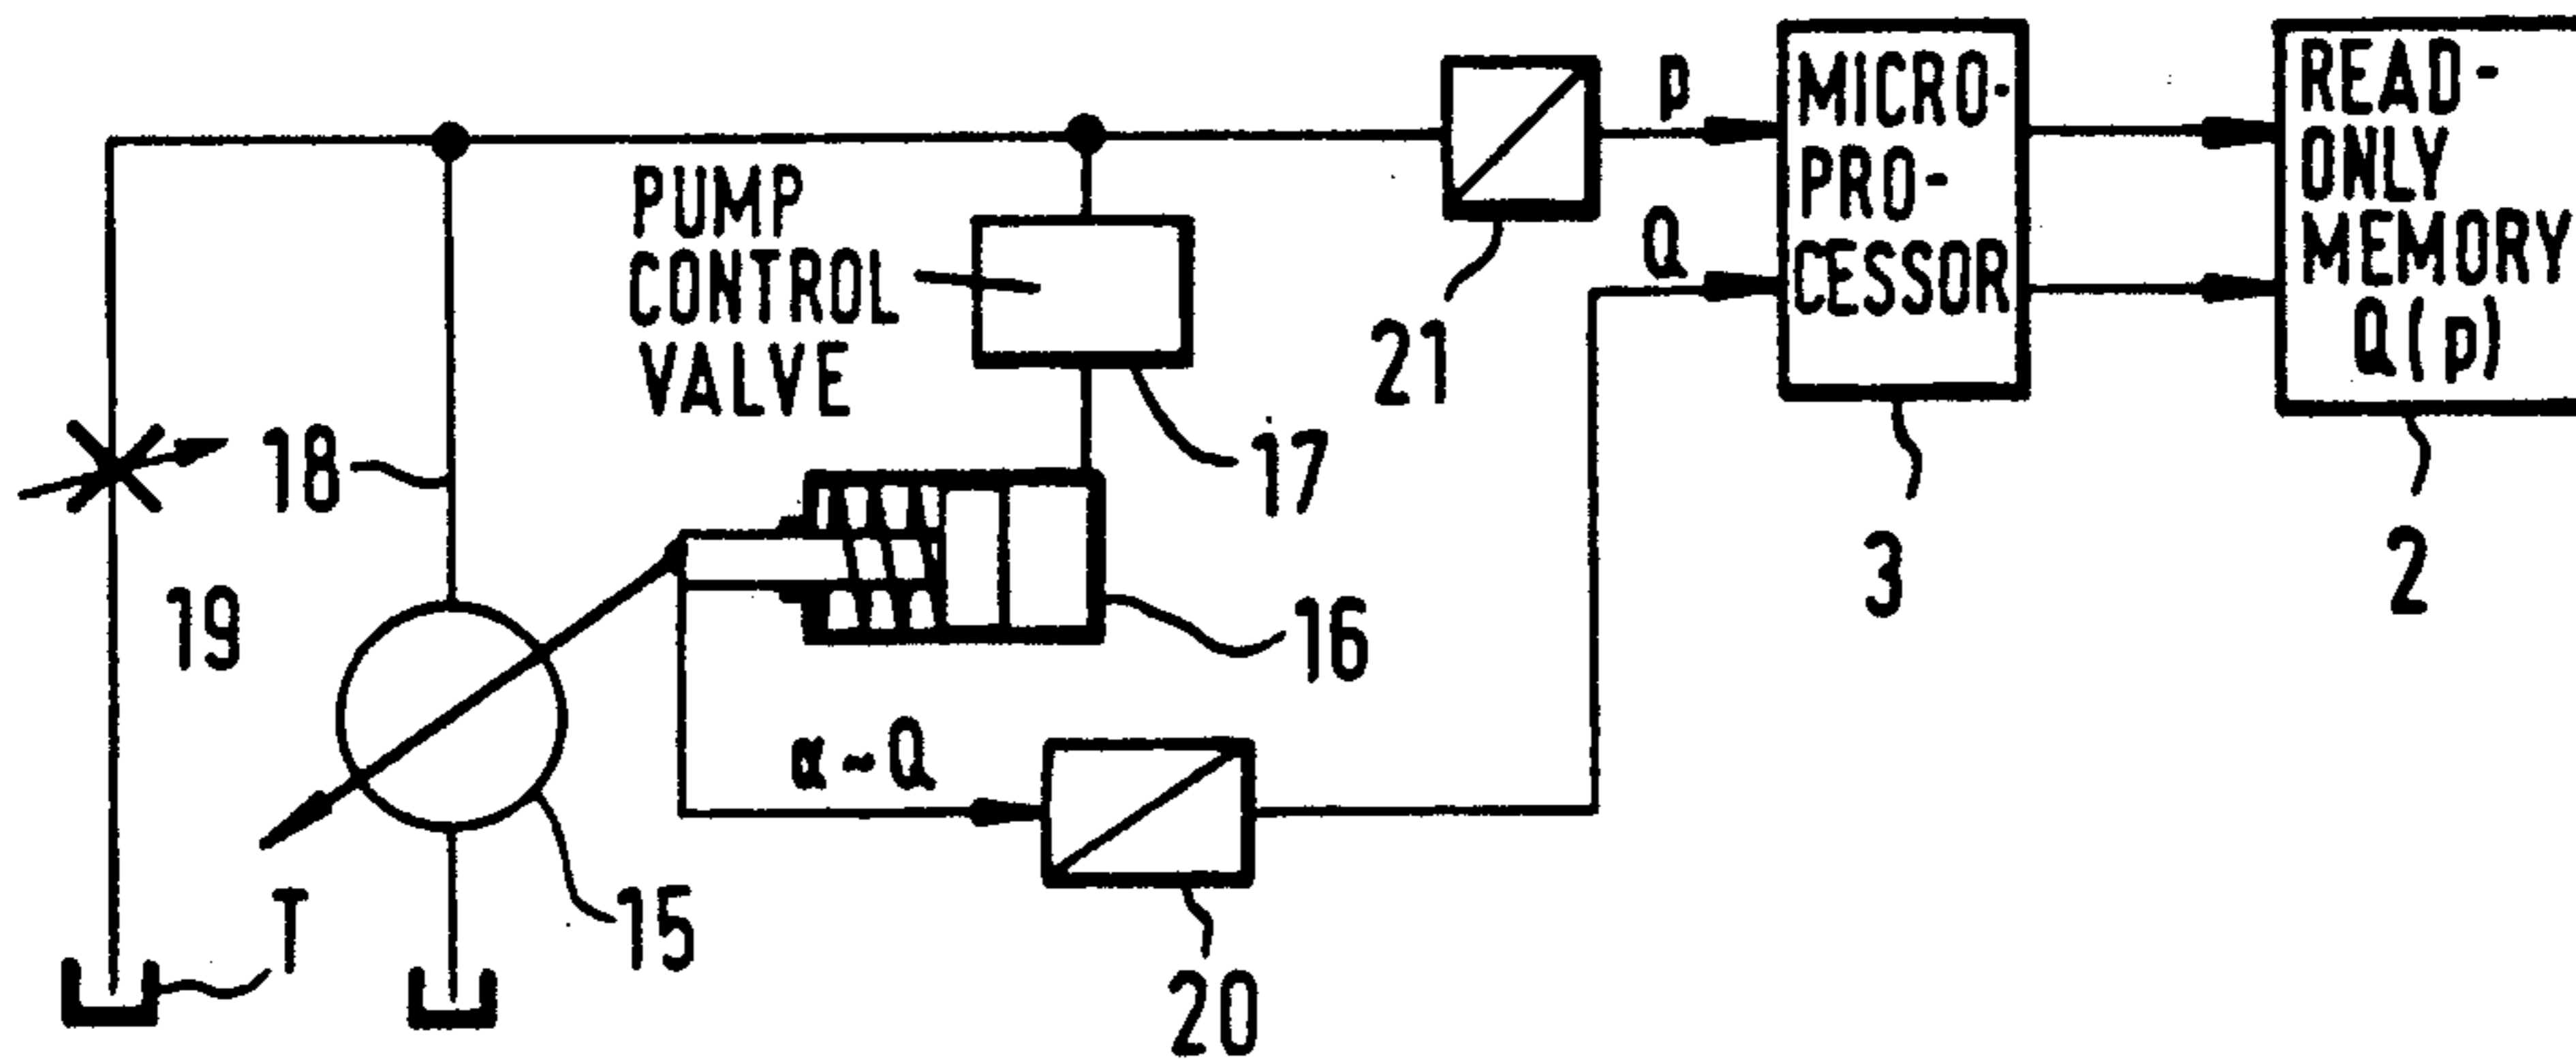 PUMP
CONTROL
VALVE
p
Q
MICRO-
PRO-
CESSOR
READ-
ONLY
MEMORY
Q(p)
21
17
18
3
2
19
16
α~Q
T
15
20